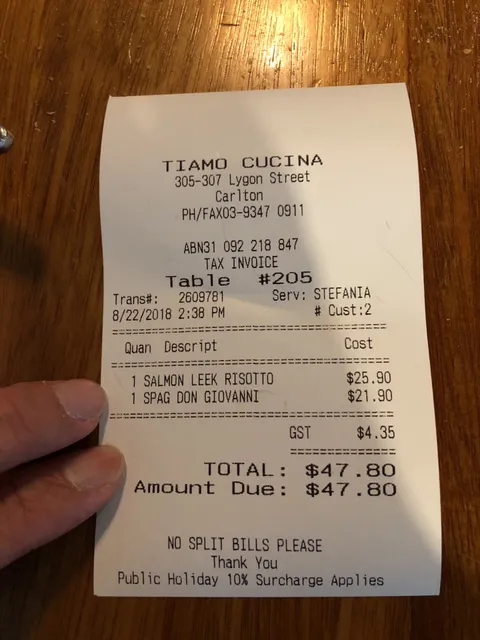 TIAMO CUCINA
305-307 Lygon Street
Carlton
PH/FAX03-9347 0911
ABN31 092 218 847
TAX INVOICE
Table #205
Trans#: 2609781 Serv: STEFANIA
8/22/2018 2:38 PM # Cust:2
Quan Descript Cost
1 SALMON LEEK RISOTTO $25.90
1 SPAG DON GIOVANNI $21.90
GST $4.35
TOTAL: $47.80
Amount Due: $47.80
NO SPLIT BILLS PLEASE
Thank You
Public Holiday 10% Surcharge Applies